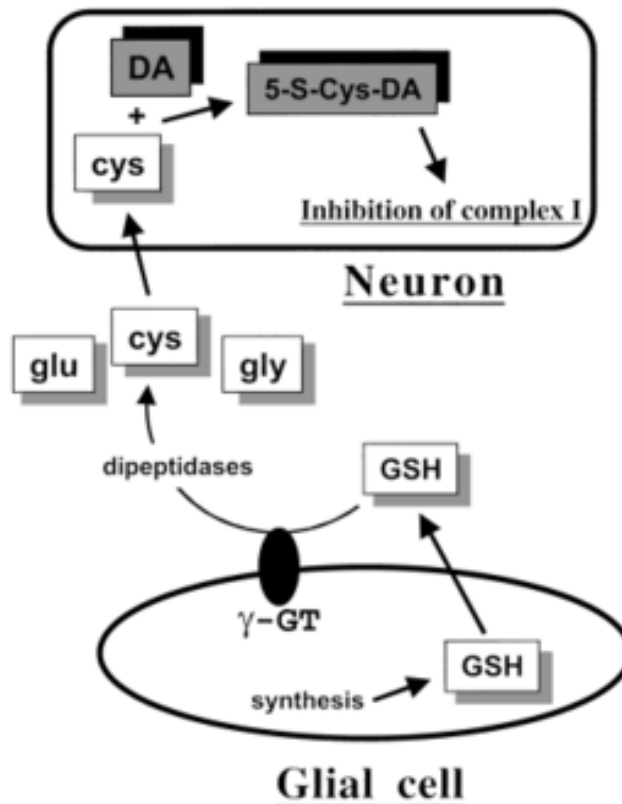 DA
+
5-S-Cys-DA
cys
Inhibition of complex I
Neuron
glu
cys
gly
dipeptidases
GSH
γ-GT
GSH
synthesis
Glial cell